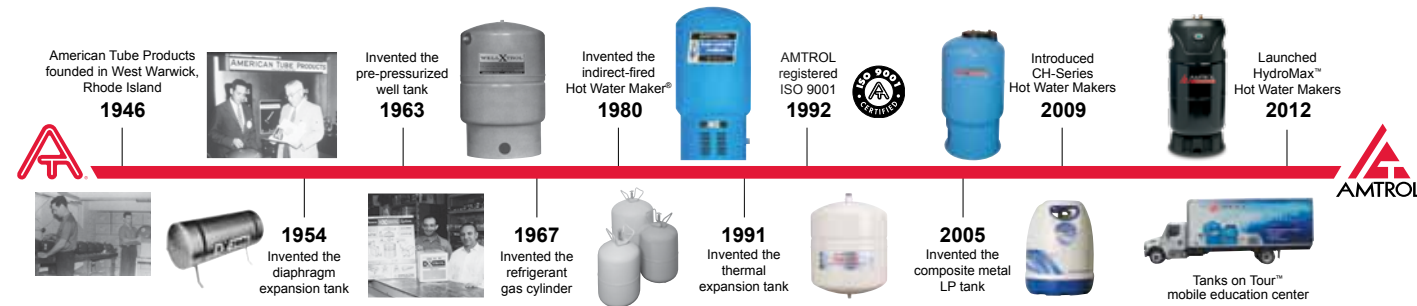 American Tube Products
founded in West Warwick,
Rhode Island
1946
AMERICAN TUBE PRODUCTS
Invented the
pre-pressurized
well tank
1963
WELL-X-TROL
Invented the
indirect-fired
Hot Water Maker®
1980
AMTROL
registered
ISO 9001
1992
ISO 9001
CERTIFIED
Introduced
CH-Series
Hot Water Makers
2009
AMTROL
Launched
HydroMax™
Hot Water Makers
2012
AMTROL
1954
Invented the
diaphragm
expansion tank
1967
Invented the
refrigerant
gas cylinder
1991
Invented the
thermal
expansion tank
2005
Invented the
composite metal
LP tank
Tanks on Tour™
mobile education center